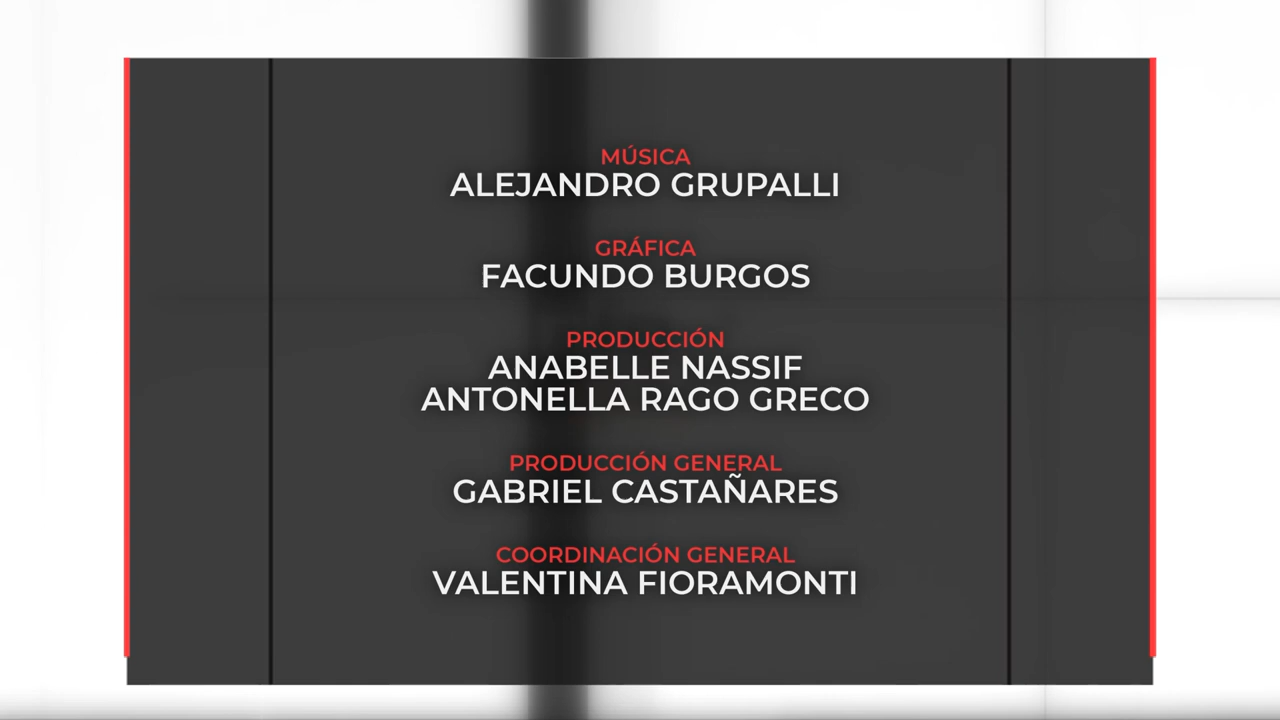 MÚSICA
ALEJANDRO GRUPALLI
GRÁFICA
FACUNDO BURGOS
PRODUCCIÓN
ANABELLE NASSIF
ANTONELLA RAGO GRECO
PRODUCCIÓN GENERAL
GABRIEL CASTAÑARES
COORDINACIÓN GENERAL
VALENTINA FIORAMONTI